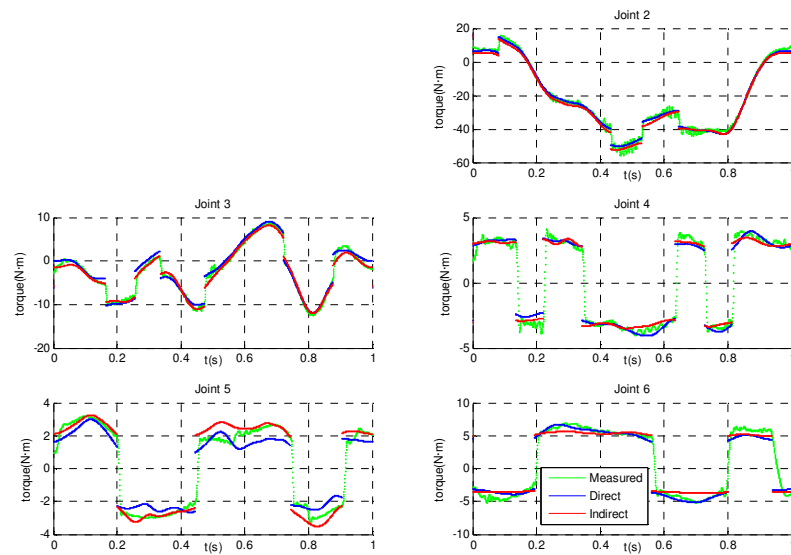 Joint 2
20
0
-20
-40
-60
torque(N·m)
0 0.2 0.4 0.6 0.8
t(s)
Joint 3
10
0
-10
-20
torque(N·m)
0 0.2 0.4 0.6 0.8 1
t(s)
Joint 4
5
0
-5
torque(N·m)
0 0.2 0.4 0.6 0.8
t(s)
Joint 5
4
2
0
-2
-4
torque(N·m)
0 0.2 0.4 0.6 0.8 1
t(s)
Joint 6
10
5
0
-5
-10
torque(N·m)
0 0.2 0.4 0.6 0.8
t(s)
Measured
Direct
Indirect